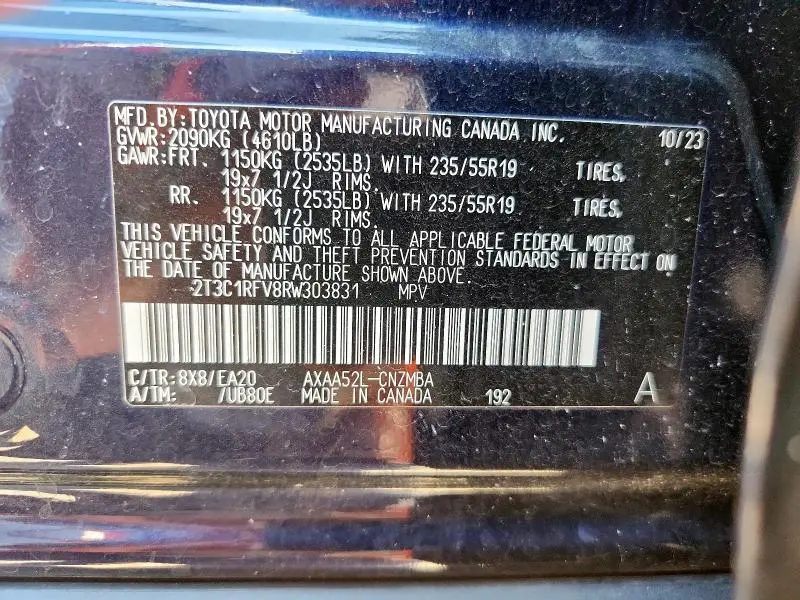 MFD.BY:TOYOTA MOTOR MANUFACTURING CANADA INC. 10/23
GVWR:2090KG (4610LB)
GAWR:FRT. 1150KG (2535LB) WITH 235/55R19 TIRES,
19x7 1/2J RIMS.
RR. 1150KG (2535LB) WITH 235/55R19 TIRES,
19x7 1/2J RIMS.
THIS VEHICLE CONFORMS TO ALL APPLICABLE FEDERAL MOTOR
VEHICLE SAFETY AND THEFT PREVENTION STANDARDS IN EFFECT ON
THE DATE OF MANUFACTURE SHOWN ABOVE.
2T3C1RFV8RW303831 MPV
C/TR:8X8/EA20 AXAA52L-CNZMBA
A/TM: /UB80E MADE IN CANADA 192 A